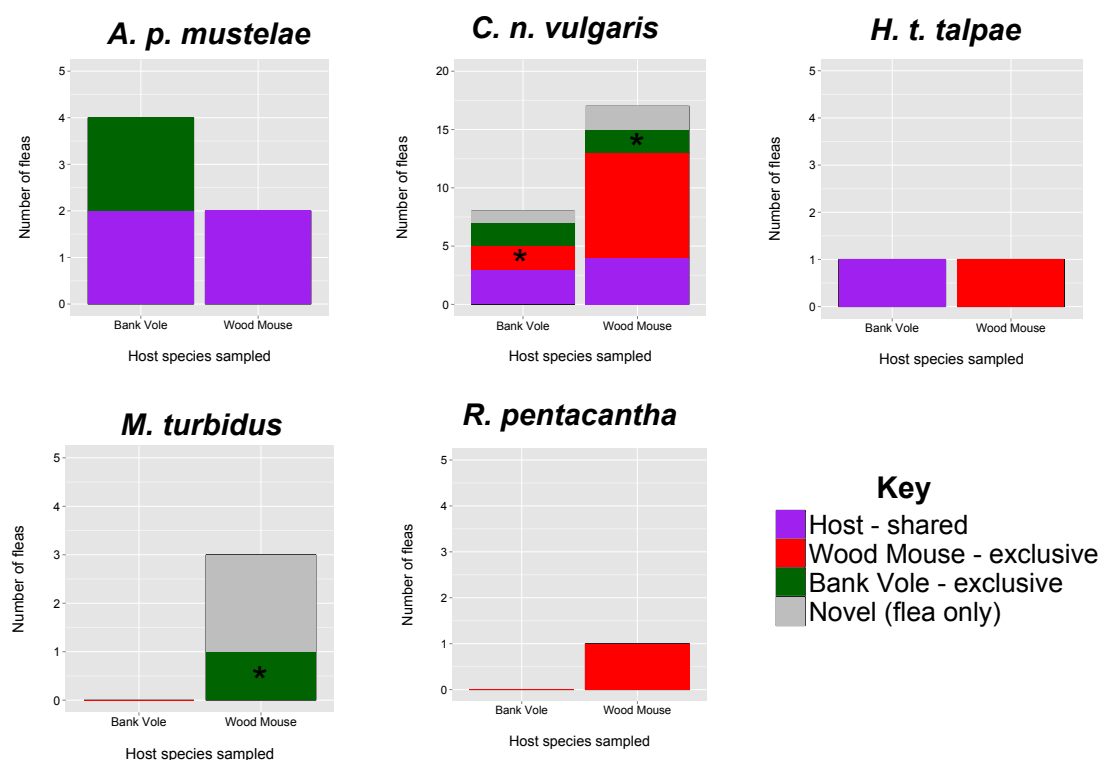 A. p. mustelae
C. n. vulgaris
H. t. talpae
Number of fleas
5
4
3
2
1
0
Bank Vole
Wood Mouse
Host species sampled
Number of fleas
20
15
10
5
0
*
*
Bank Vole
Wood Mouse
Host species sampled
Number of fleas
5
4
3
2
1
0
Bank Vole
Wood Mouse
Host species sampled
M. turbidus
R. pentacantha
Number of fleas
5
4
3
2
1
0
*
Bank Vole
Wood Mouse
Host species sampled
Number of fleas
5
4
3
2
1
0
Bank Vole
Wood Mouse
Host species sampled
Key
Host - shared
Wood Mouse - exclusive
Bank Vole - exclusive
Novel (flea only)